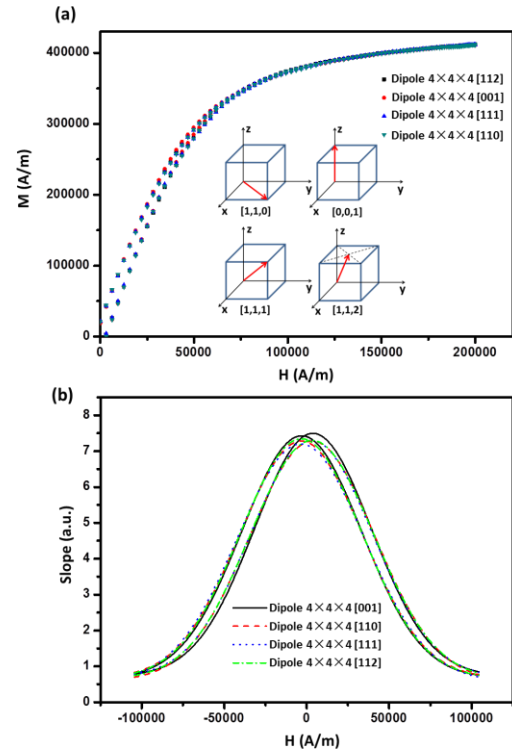 (a)
400000
300000
200000
100000
0
M (A/m)
Dipole 4×4×4 [112]
Dipole 4×4×4 [001]
Dipole 4×4×4 [111]
Dipole 4×4×4 [110]
z
z
y
y
x
[1,1,0]
x
[0,0,1]
z
z
y
y
x
[1,1,1]
x
[1,1,2]
0
50000
100000
150000
200000
H (A/m)
(b)
8
7
6
5
4
3
2
1
0
Slope (a.u.)
Dipole 4×4×4 [001]
Dipole 4×4×4 [110]
Dipole 4×4×4 [111]
Dipole 4×4×4 [112]
-100000
-50000
0
50000
100000
H (A/m)